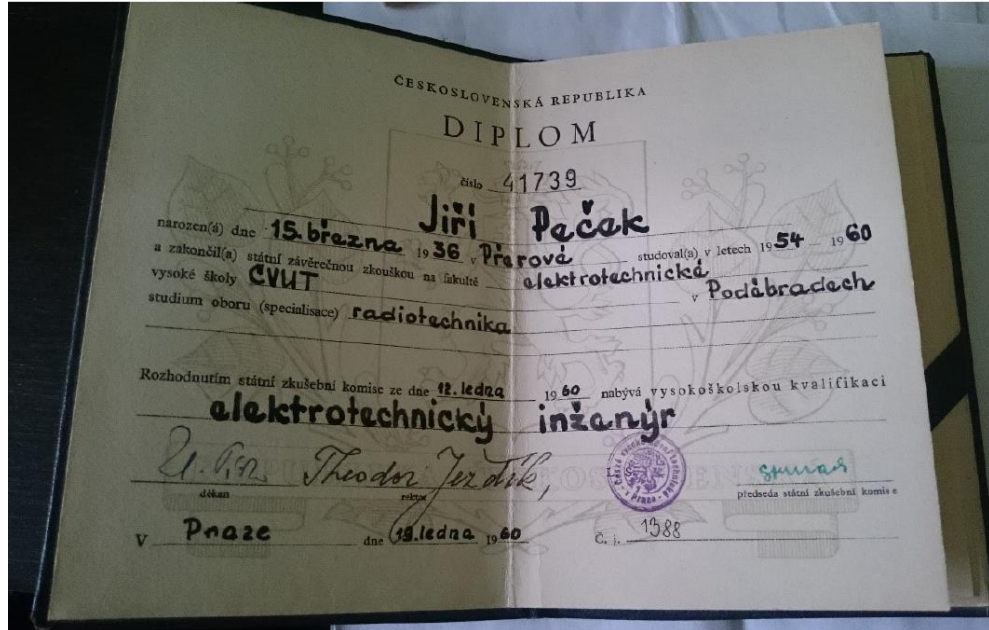 ČESKOSLOVENSKÁ REPUBLIKA
DIPLOM
číslo 41739
Jiří Pečak
narozen(á) dne 15. března 1936 v Přerově studoval(a) v letech 1954 – 1960
a zakončil(a) státní závěrečnou zkouškou na fakultě elektrotechnické
vysoké školy ČVUT v Poděbradech
studium oboru (specialisace) radiotechnika
Rozhodnutím státní zkušební komise ze dne 12. ledna 1960 nabývá vysokoškolskou kvalifikaci
elektrotechnický inženýr
Theodor Ježdík,
děkan rektor předseda státní zkušební komise
V Praze dne 19. ledna 1960 Č. j. 1388